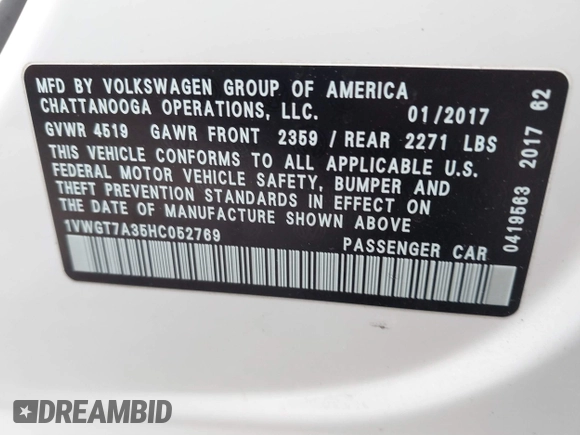 MFD BY VOLKSWAGEN GROUP OF AMERICA
CHATTANOOGA OPERATIONS, LLC. 01/2017
GVWR 4519 GAWR FRONT 2359 / REAR 2271 LBS
THIS VEHICLE CONFORMS TO ALL APPLICABLE U.S.
FEDERAL MOTOR VEHICLE SAFETY, BUMPER AND
THEFT PREVENTION STANDARDS IN EFFECT ON
THE DATE OF MANUFACTURE SHOWN ABOVE
1VWGT7A35HC052769 PASSENGER CAR
0419563 2017 62
DREAMBID